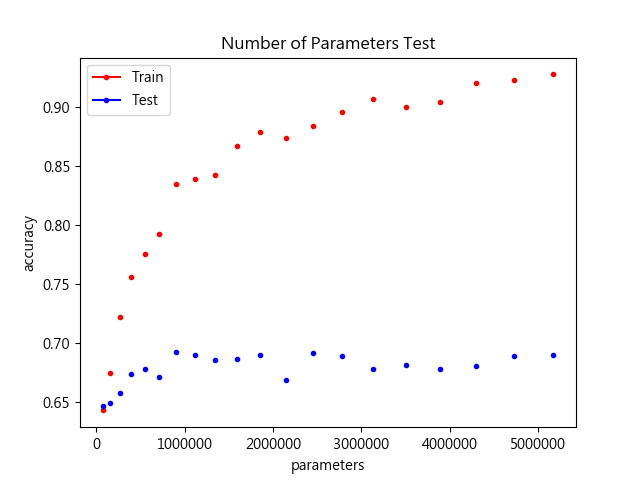 Number of Parameters Test
Train
Test
0.90
0.85
0.80
0.75
0.70
0.65
accuracy
0 1000000 2000000 3000000 4000000 5000000
parameters